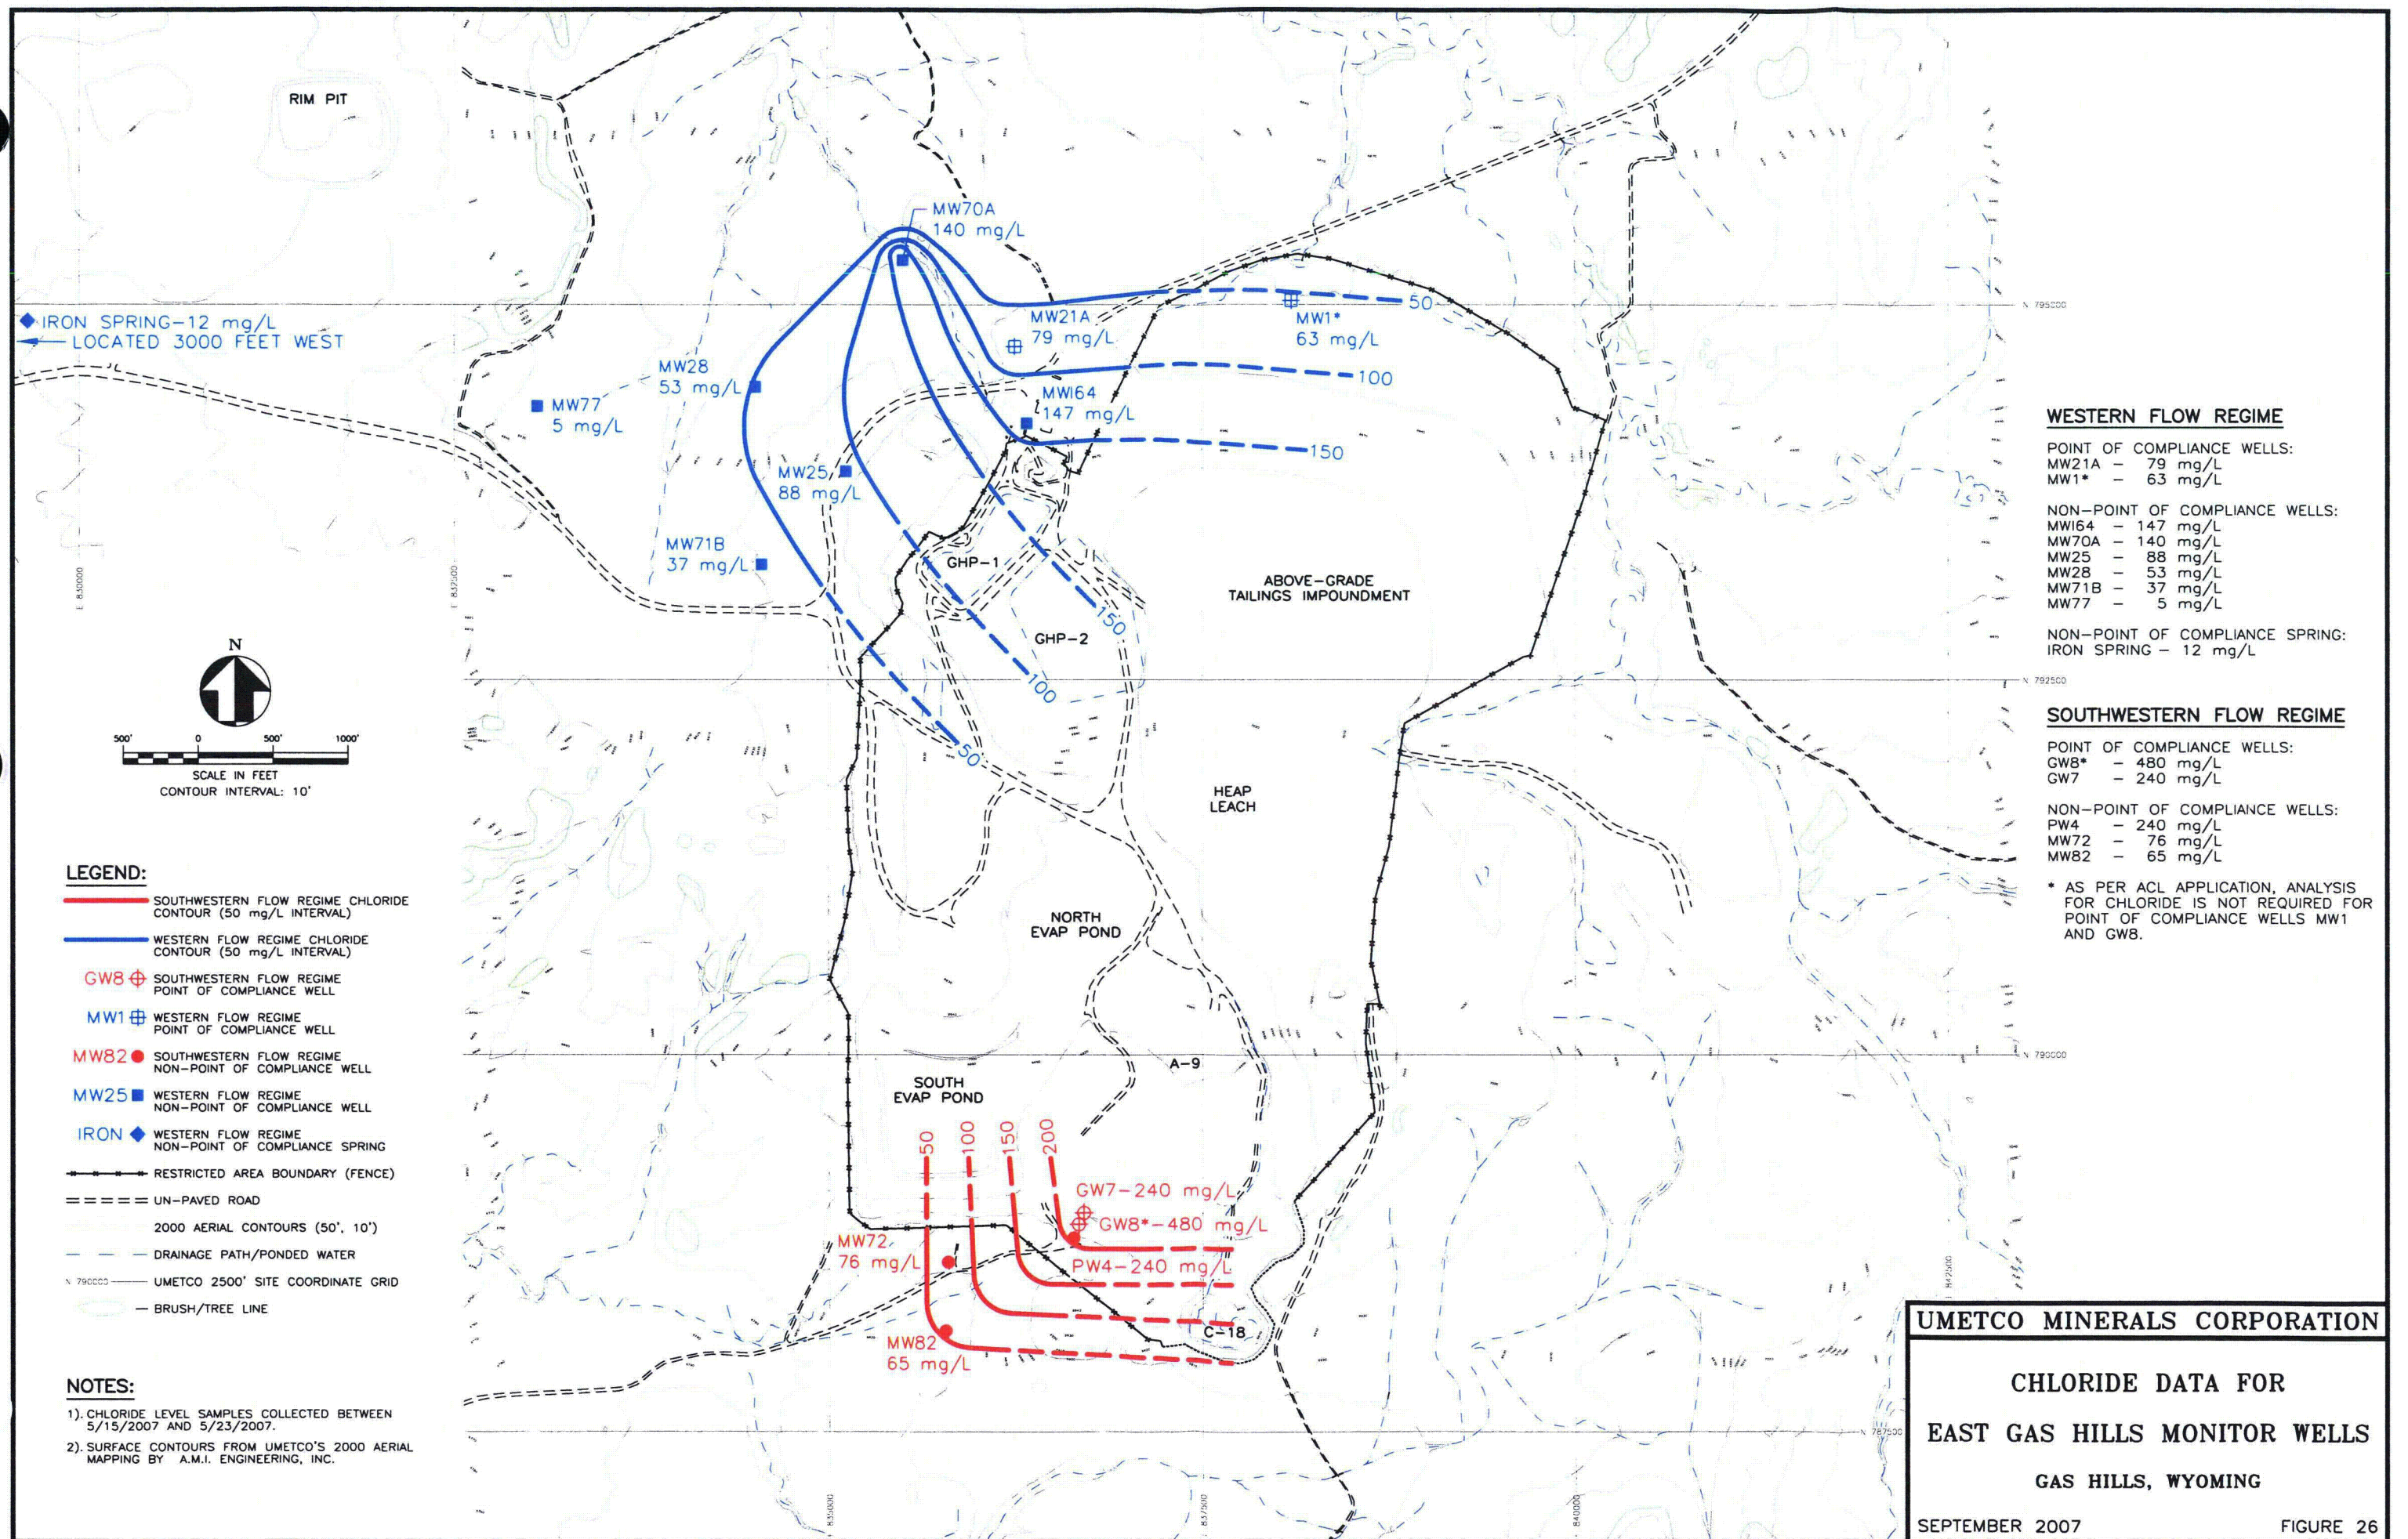 RIM PIT
MW70A
140 mg/L
IRON SPRING-12 mg/L
LOCATED 3000 FEET WEST
MW21A
79 mg/L
MW1*
63 mg/L
50
N 795000
MW28
53 mg/L
100
MW77
5 mg/L
MWI64
147 mg/L
150
MW25
88 mg/L
MW71B
37 mg/L
GHP-1
GHP-2
ABOVE-GRADE
TAILINGS IMPOUNDMENT
150
100
50
E 830000
E 832500
N 792500
N
500' 0 500' 1000'
SCALE IN FEET
CONTOUR INTERVAL: 10'
HEAP
LEACH
NORTH
EVAP POND
A-9
N 790000
SOUTH
EVAP POND
50
100
150
200
GW7-240 mg/L
GW8*-480 mg/L
PW4-240 mg/L
MW72
76 mg/L
MW82
65 mg/L
C-18
N 787500
835000
837500
840000
842500
LEGEND:
SOUTHWESTERN FLOW REGIME CHLORIDE
CONTOUR (50 mg/L INTERVAL)
WESTERN FLOW REGIME CHLORIDE
CONTOUR (50 mg/L INTERVAL)
GW8 SOUTHWESTERN FLOW REGIME
POINT OF COMPLIANCE WELL
MW1 WESTERN FLOW REGIME
POINT OF COMPLIANCE WELL
MW82 SOUTHWESTERN FLOW REGIME
NON-POINT OF COMPLIANCE WELL
MW25 WESTERN FLOW REGIME
NON-POINT OF COMPLIANCE WELL
IRON WESTERN FLOW REGIME
NON-POINT OF COMPLIANCE SPRING
RESTRICTED AREA BOUNDARY (FENCE)
UN-PAVED ROAD
2000 AERIAL CONTOURS (50', 10')
DRAINAGE PATH/PONDED WATER
N 790000 UMETCO 2500' SITE COORDINATE GRID
BRUSH/TREE LINE
NOTES:
1). CHLORIDE LEVEL SAMPLES COLLECTED BETWEEN
5/15/2007 AND 5/23/2007.
2). SURFACE CONTOURS FROM UMETCO'S 2000 AERIAL
MAPPING BY A.M.I. ENGINEERING, INC.
WESTERN FLOW REGIME
POINT OF COMPLIANCE WELLS:
MW21A - 79 mg/L
MW1* - 63 mg/L
NON-POINT OF COMPLIANCE WELLS:
MWI64 - 147 mg/L
MW70A - 140 mg/L
MW25 - 88 mg/L
MW28 - 53 mg/L
MW71B - 37 mg/L
MW77 - 5 mg/L
NON-POINT OF COMPLIANCE SPRING:
IRON SPRING - 12 mg/L
SOUTHWESTERN FLOW REGIME
POINT OF COMPLIANCE WELLS:
GW8* - 480 mg/L
GW7 - 240 mg/L
NON-POINT OF COMPLIANCE WELLS:
PW4 - 240 mg/L
MW72 - 76 mg/L
MW82 - 65 mg/L
* AS PER ACL APPLICATION, ANALYSIS
FOR CHLORIDE IS NOT REQUIRED FOR
POINT OF COMPLIANCE WELLS MW1
AND GW8.
UMETCO MINERALS CORPORATION
CHLORIDE DATA FOR
EAST GAS HILLS MONITOR WELLS
GAS HILLS, WYOMING
SEPTEMBER 2007 FIGURE 26